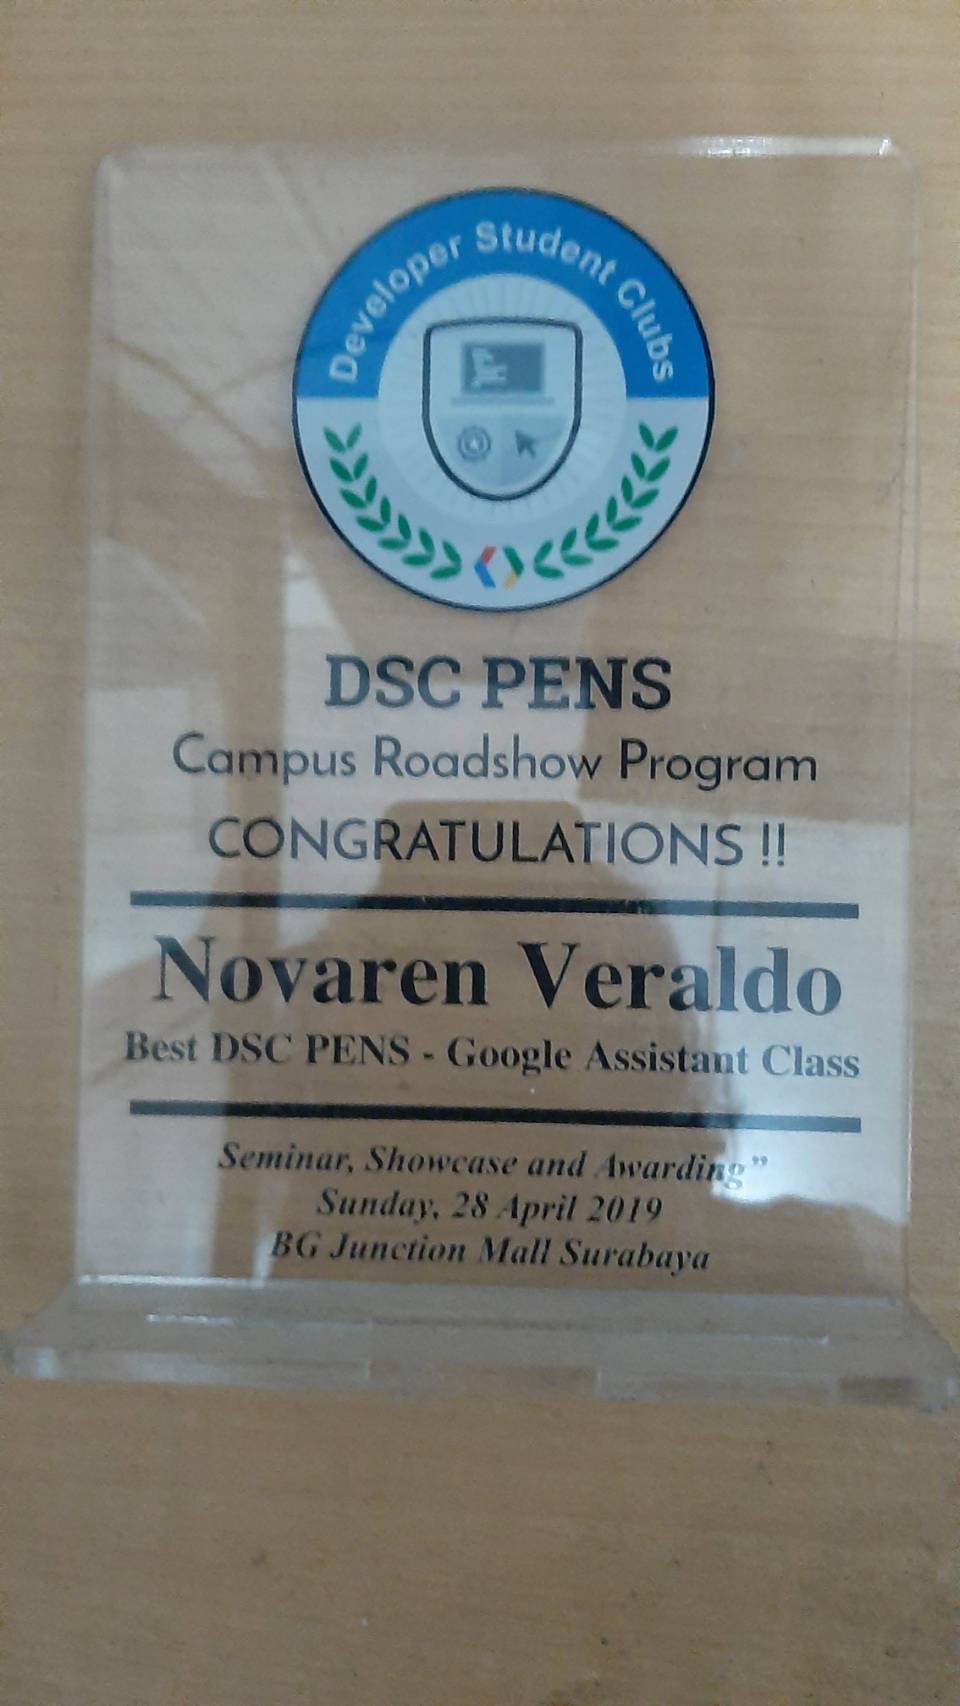 Developer Student Clubs
DSC PENS
Campus Roadshow Program
CONGRATULATIONS !!
Novaren Veraldo
Best DSC PENS - Google Assistant Class
Seminar, Showcase and Awarding”
Sunday, 28 April 2019
BG Junction Mall Surabaya